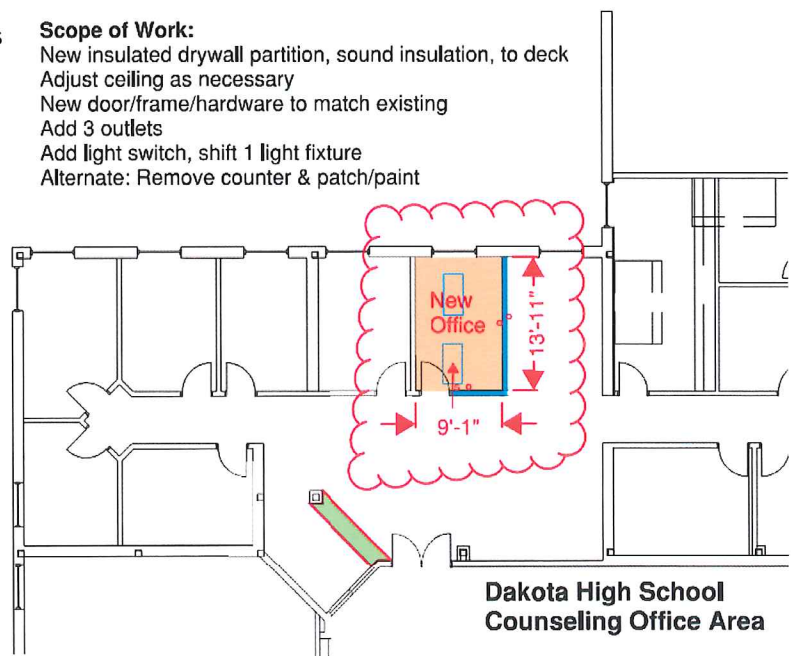 s
Scope of Work:
New insulated drywall partition, sound insulation, to deck
Adjust ceiling as necessary
New door/frame/hardware to match existing
Add 3 outlets
Add light switch, shift 1 light fixture
Alternate: Remove counter & patch/paint
New
Office
13'-11"
9'-1"
Dakota High School
Counseling Office Area